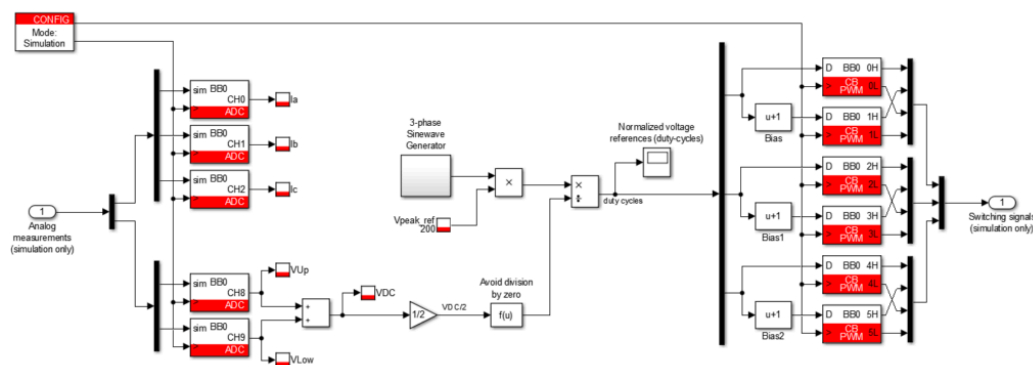 CONFIG
Mode:
Simulation
sim BB0
CH0
> ADC
Ia
sim BB0
CH1
> ADC
Ib
sim BB0
CH2
> ADC
Ic
1
Analog
measurements
(simulation only)
sim BB0
CH8
> ADC
VUp
sim BB0
CH9
> ADC
VLow
+
+
VDC
1/2
VDC/2
Avoid division
by zero
f(u)
3-phase
Sinewave
Generator
Vpeak_ref
200
×
×
÷
duty cycles
Normalized voltage
references (duty-cycles)
u+1
Bias
u+1
Bias1
u+1
Bias2
D BB0 0H
> CB 0L
PWM
D BB0 1H
> CB 1L
PWM
D BB0 2H
> CB 2L
PWM
D BB0 3H
> CB 3L
PWM
D BB0 4H
> CB 4L
PWM
D BB0 5H
> CB 5L
PWM
1
Switching signals
(simulation only)